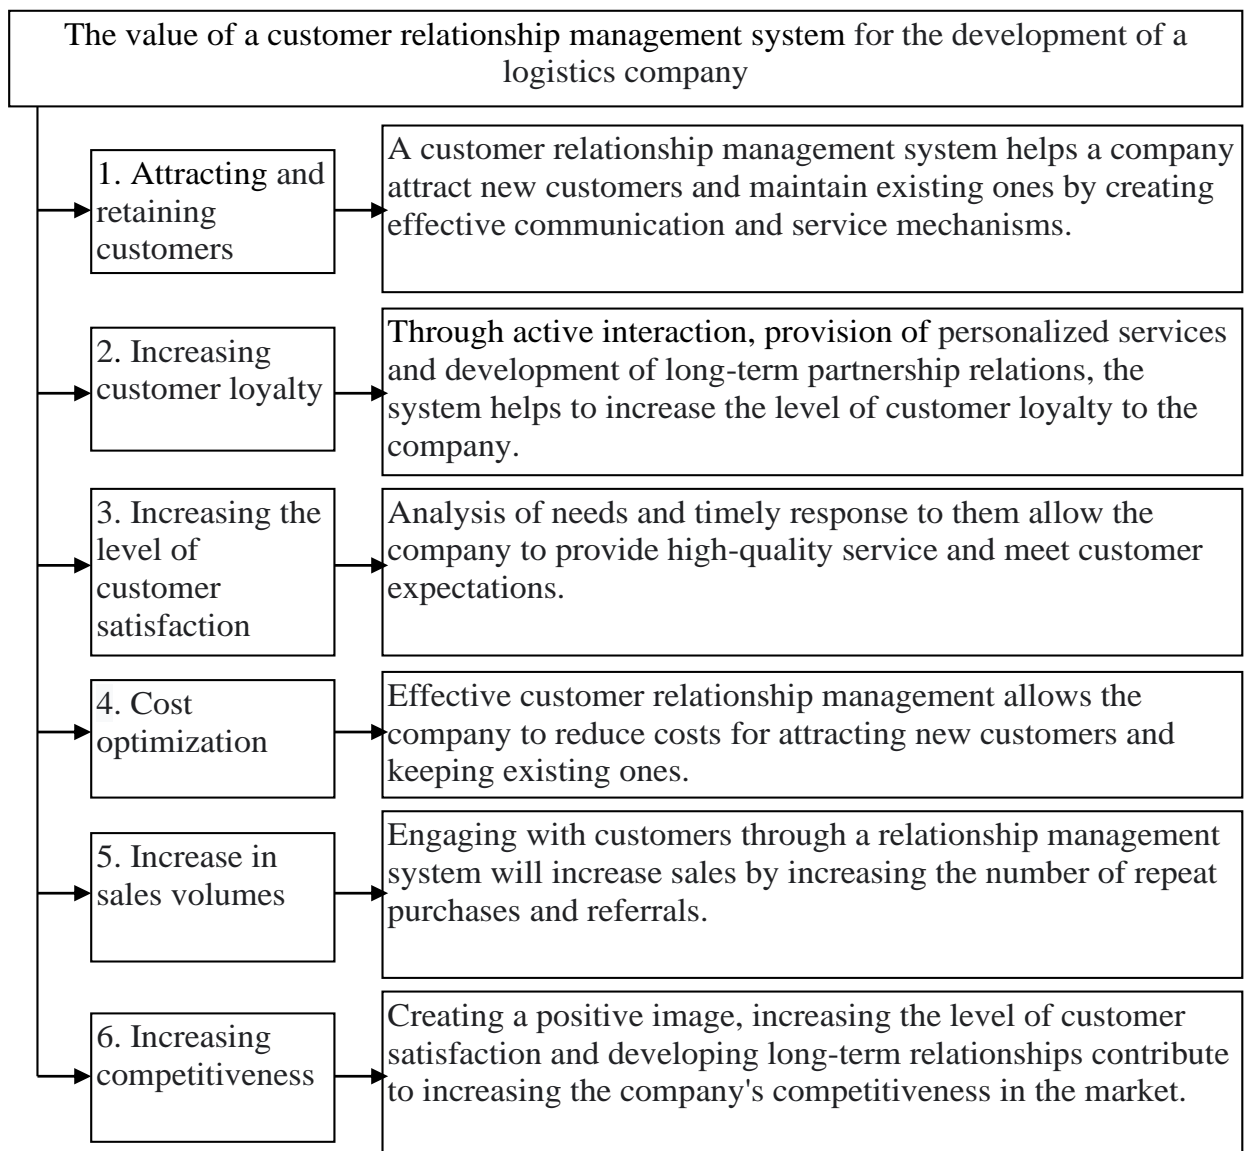 The value of a customer relationship management system for the development of a
logistics company
1. Attracting and
retaining
customers
A customer relationship management system helps a company
attract new customers and maintain existing ones by creating
effective communication and service mechanisms.
2. Increasing
customer loyalty
Through active interaction, provision of personalized services
and development of long-term partnership relations, the
system helps to increase the level of customer loyalty to the
company.
3. Increasing the
level of
customer
satisfaction
Analysis of needs and timely response to them allow the
company to provide high-quality service and meet customer
expectations.
4. Cost
optimization
Effective customer relationship management allows the
company to reduce costs for attracting new customers and
keeping existing ones.
5. Increase in
sales volumes
Engaging with customers through a relationship management
system will increase sales by increasing the number of repeat
purchases and referrals.
6. Increasing
competitiveness
Creating a positive image, increasing the level of customer
satisfaction and developing long-term relationships contribute
to increasing the company's competitiveness in the market.